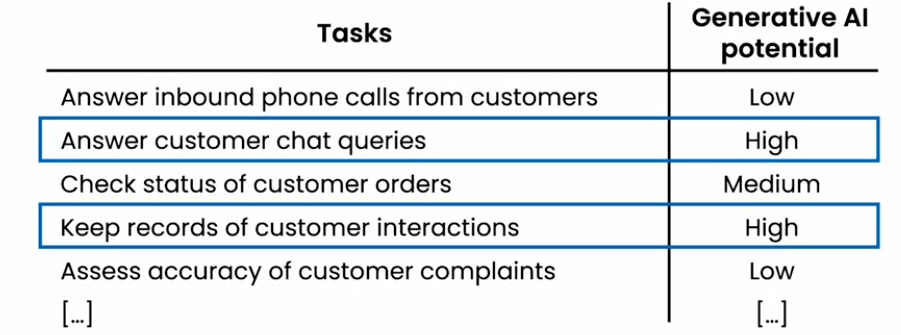 Tasks
Generative AI
potential
Answer inbound phone calls from customers Low
Answer customer chat queries High
Check status of customer orders Medium
Keep records of customer interactions High
Assess accuracy of customer complaints Low
[...] [...]